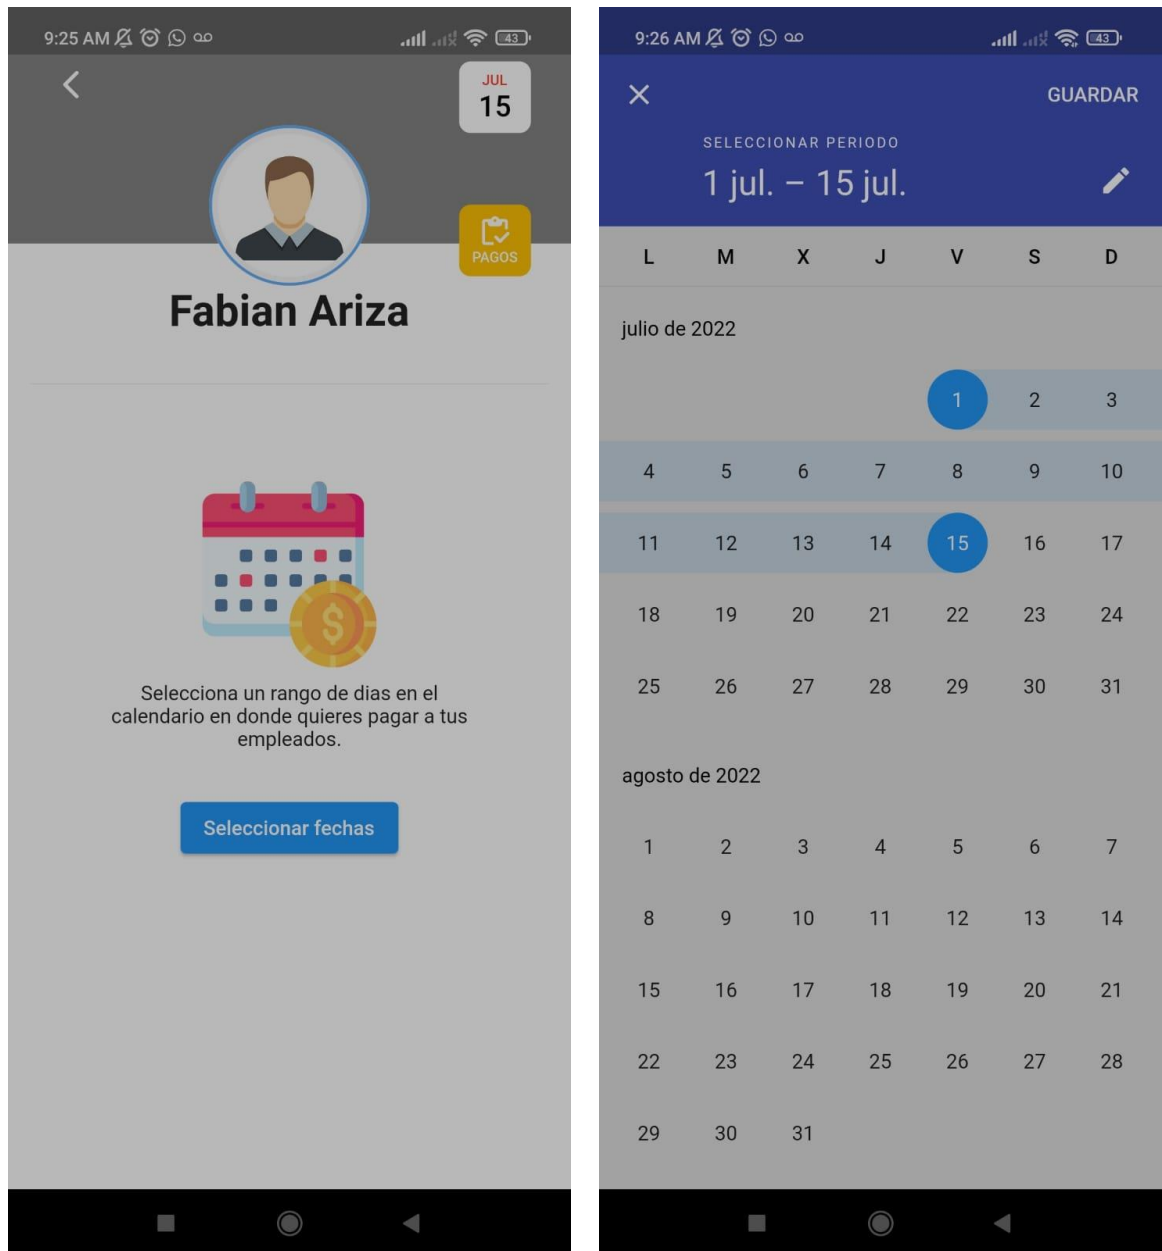 9:25 AM
43
JUL
15
PAGOS
Fabian Ariza
$
Selecciona un rango de dias en el
calendario en donde quieres pagar a tus
empleados.
Seleccionar fechas
9:26 AM
43
GUARDAR
SELECCIONAR PERIODO
1 jul. – 15 jul.
L M X J V S D
julio de 2022
1 2 3
4 5 6 7 8 9 10
11 12 13 14 15 16 17
18 19 20 21 22 23 24
25 26 27 28 29 30 31
agosto de 2022
1 2 3 4 5 6 7
8 9 10 11 12 13 14
15 16 17 18 19 20 21
22 23 24 25 26 27 28
29 30 31